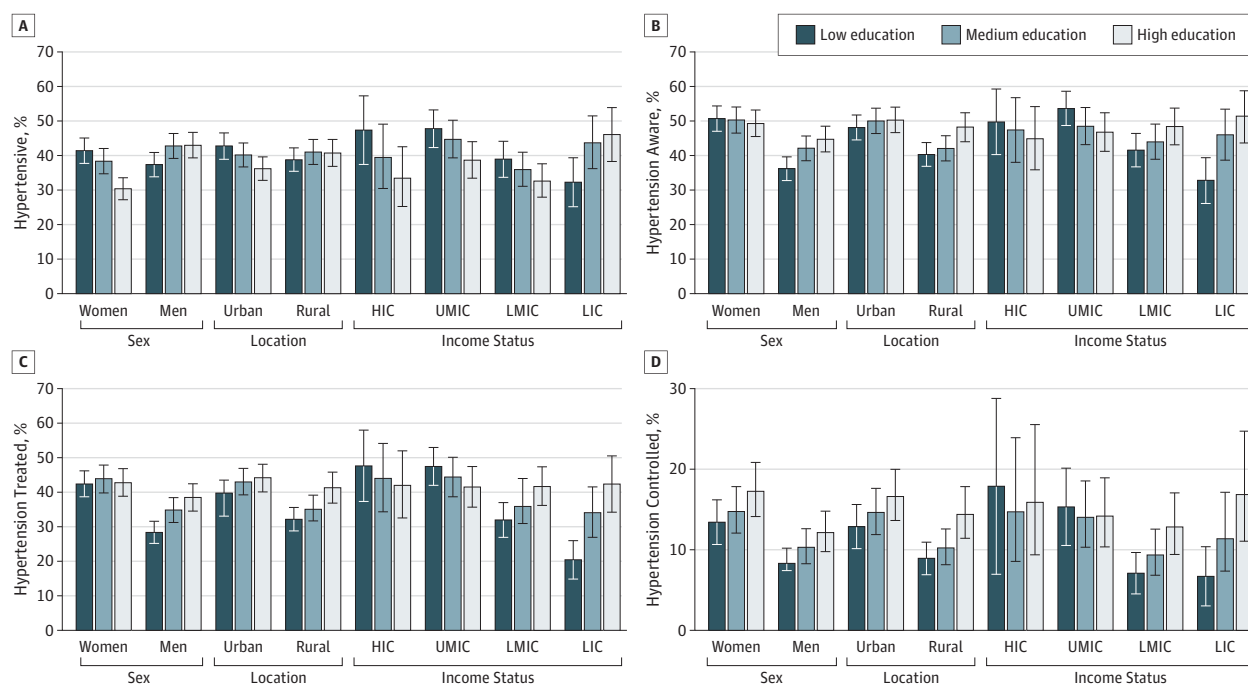 A
B
Low education
Medium education
High education
70
60
50
40
30
20
10
0
Hypertensive, %
Women
Men
Urban
Rural
HIC
UMIC
LMIC
LIC
Sex
Location
Income Status
70
60
50
40
30
20
10
0
Hypertension Aware, %
Women
Men
Urban
Rural
HIC
UMIC
LMIC
LIC
Sex
Location
Income Status
C
70
60
50
40
30
20
10
0
Hypertension Treated, %
Women
Men
Urban
Rural
HIC
UMIC
LMIC
LIC
Sex
Location
Income Status
D
30
20
10
0
Hypertension Controlled, %
Women
Men
Urban
Rural
HIC
UMIC
LMIC
LIC
Sex
Location
Income Status